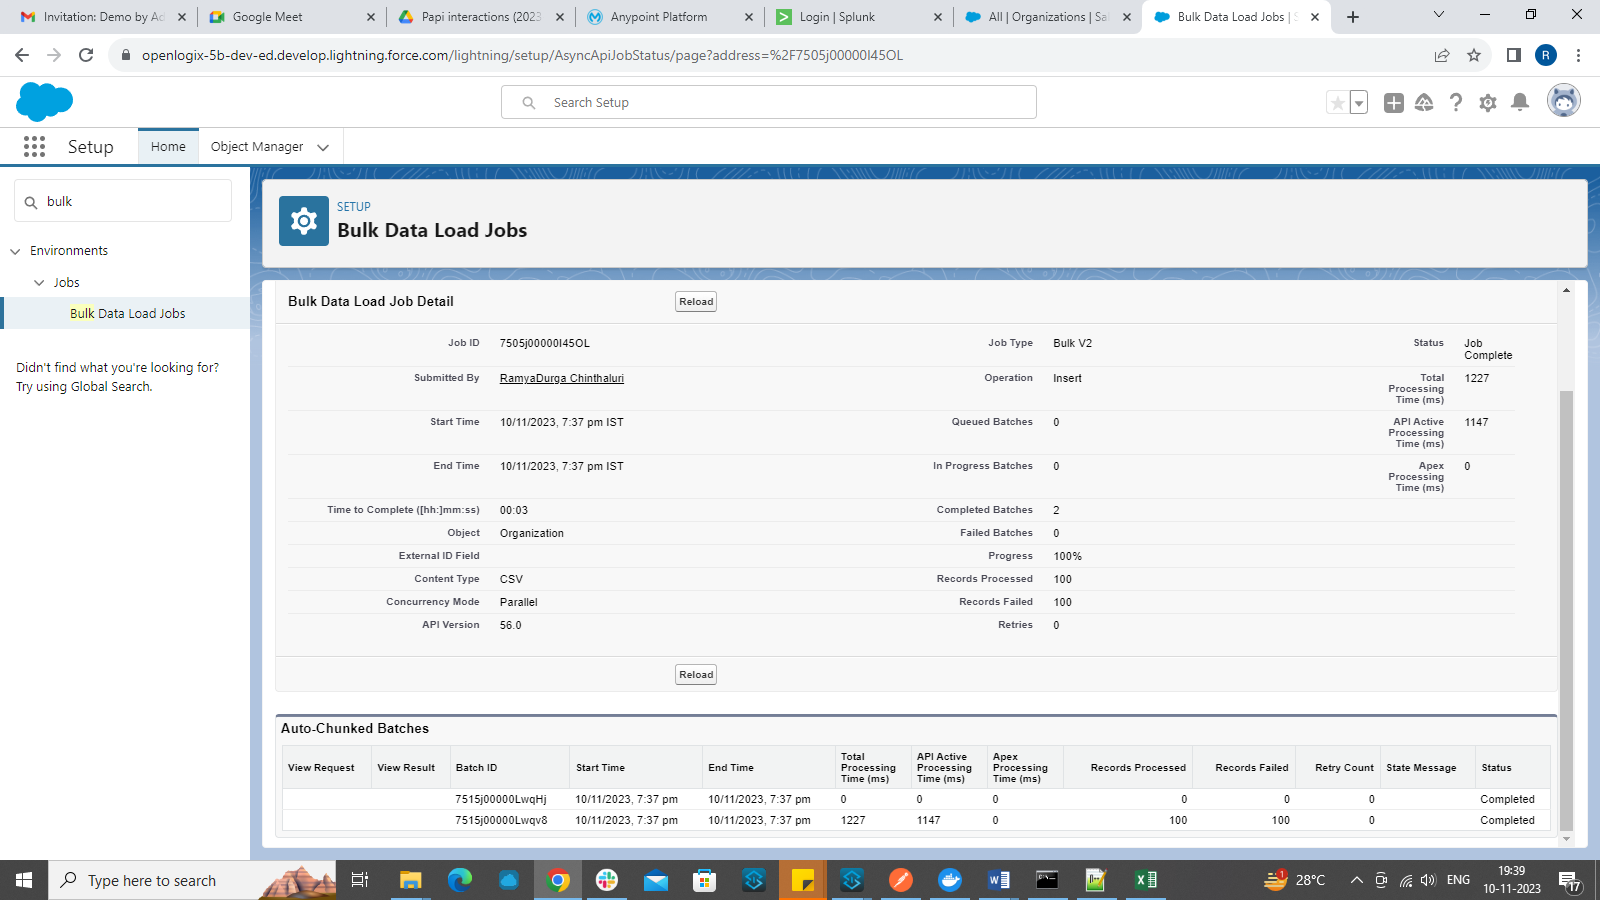 Invitation: Demo by Ad
Google Meet
Papi interactions (2023
Anypoint Platform
Login | Splunk
All | Organizations | Sal
Bulk Data Load Jobs | S
openlogix-5b-dev-ed.develop.lightning.force.com/lightning/setup/AsyncApiJobStatus/page?address=%2F7505j00000I45OL
R
Search Setup
Setup
Home
Object Manager
bulk
Environments
Jobs
Bulk Data Load Jobs
Didn't find what you're looking for?
Try using Global Search.
SETUP
Bulk Data Load Jobs
Bulk Data Load Job Detail
Reload
Job ID 7505j00000I45OL Job Type Bulk V2 Status Job Complete
Submitted By RamyaDurga Chinthaluri Operation Insert Total Processing Time (ms) 1227
Start Time 10/11/2023, 7:37 pm IST Queued Batches 0 API Active Processing Time (ms) 1147
End Time 10/11/2023, 7:37 pm IST In Progress Batches 0 Apex Processing Time (ms) 0
Time to Complete ([hh:]mm:ss) 00:03 Completed Batches 2
Object Organization Failed Batches 0
External ID Field Progress 100%
Content Type CSV Records Processed 100
Concurrency Mode Parallel Records Failed 100
API Version 56.0 Retries 0
Reload
Auto-Chunked Batches
View Request View Result Batch ID Start Time End Time Total Processing Time (ms) API Active Processing Time (ms) Apex Processing Time (ms) Records Processed Records Failed Retry Count State Message Status
7515j00000LwqHj 10/11/2023, 7:37 pm 10/11/2023, 7:37 pm 0 0 0 0 0 0 Completed
7515j00000Lwqv8 10/11/2023, 7:37 pm 10/11/2023, 7:37 pm 1227 1147 0 100 100 0 Completed
Type here to search
1
28°C
ENG
19:39
10-11-2023
17